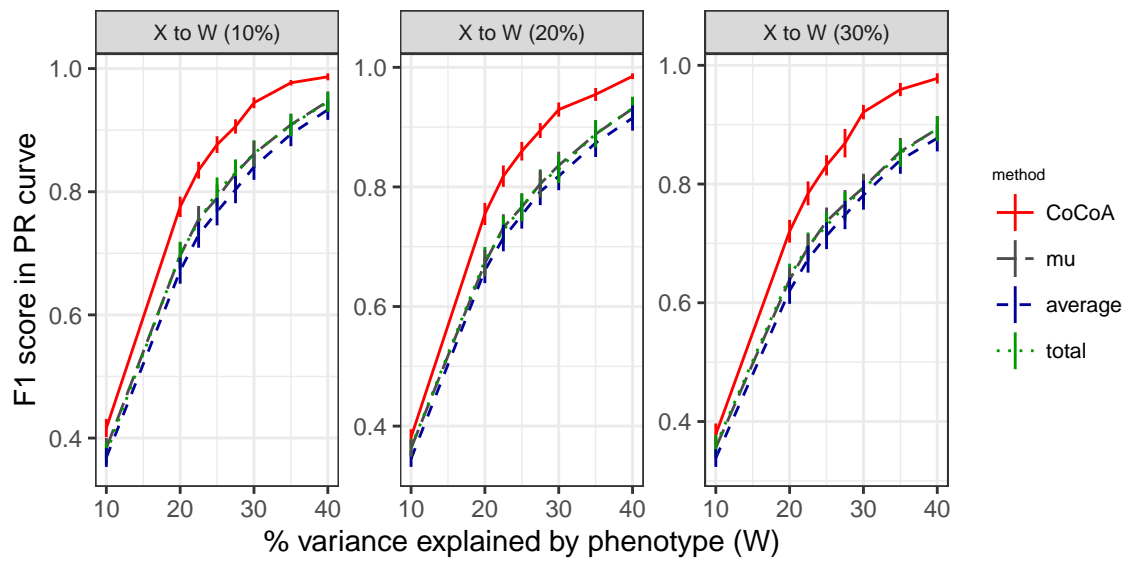 X to W (10%) X to W (20%) X to W (30%)
F1 score in PR curve
1.0
0.8
0.6
0.4
1.0
0.8
0.6
0.4
1.0
0.8
0.6
0.4
10 20 30 40 10 20 30 40 10 20 30 40
% variance explained by phenotype (W)
method
CoCoA
mu
average
total